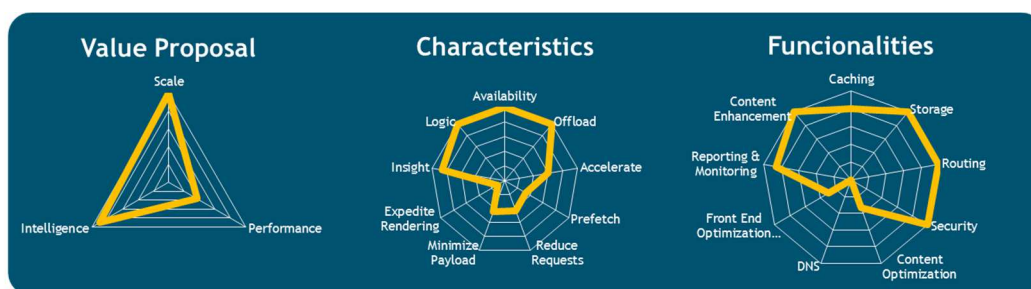 Value Proposal
Scale
Intelligence
Performance
Characteristics
Availability
Logic
Offload
Insight
Accelerate
Expedite
Rendering
Prefetch
Minimize
Payload
Reduce
Requests
Funcionalities
Caching
Content
Enhancement
Storage
Reporting &
Monitoring
Routing
Front End
Optimization...
Security
DNS
Content
Optimization